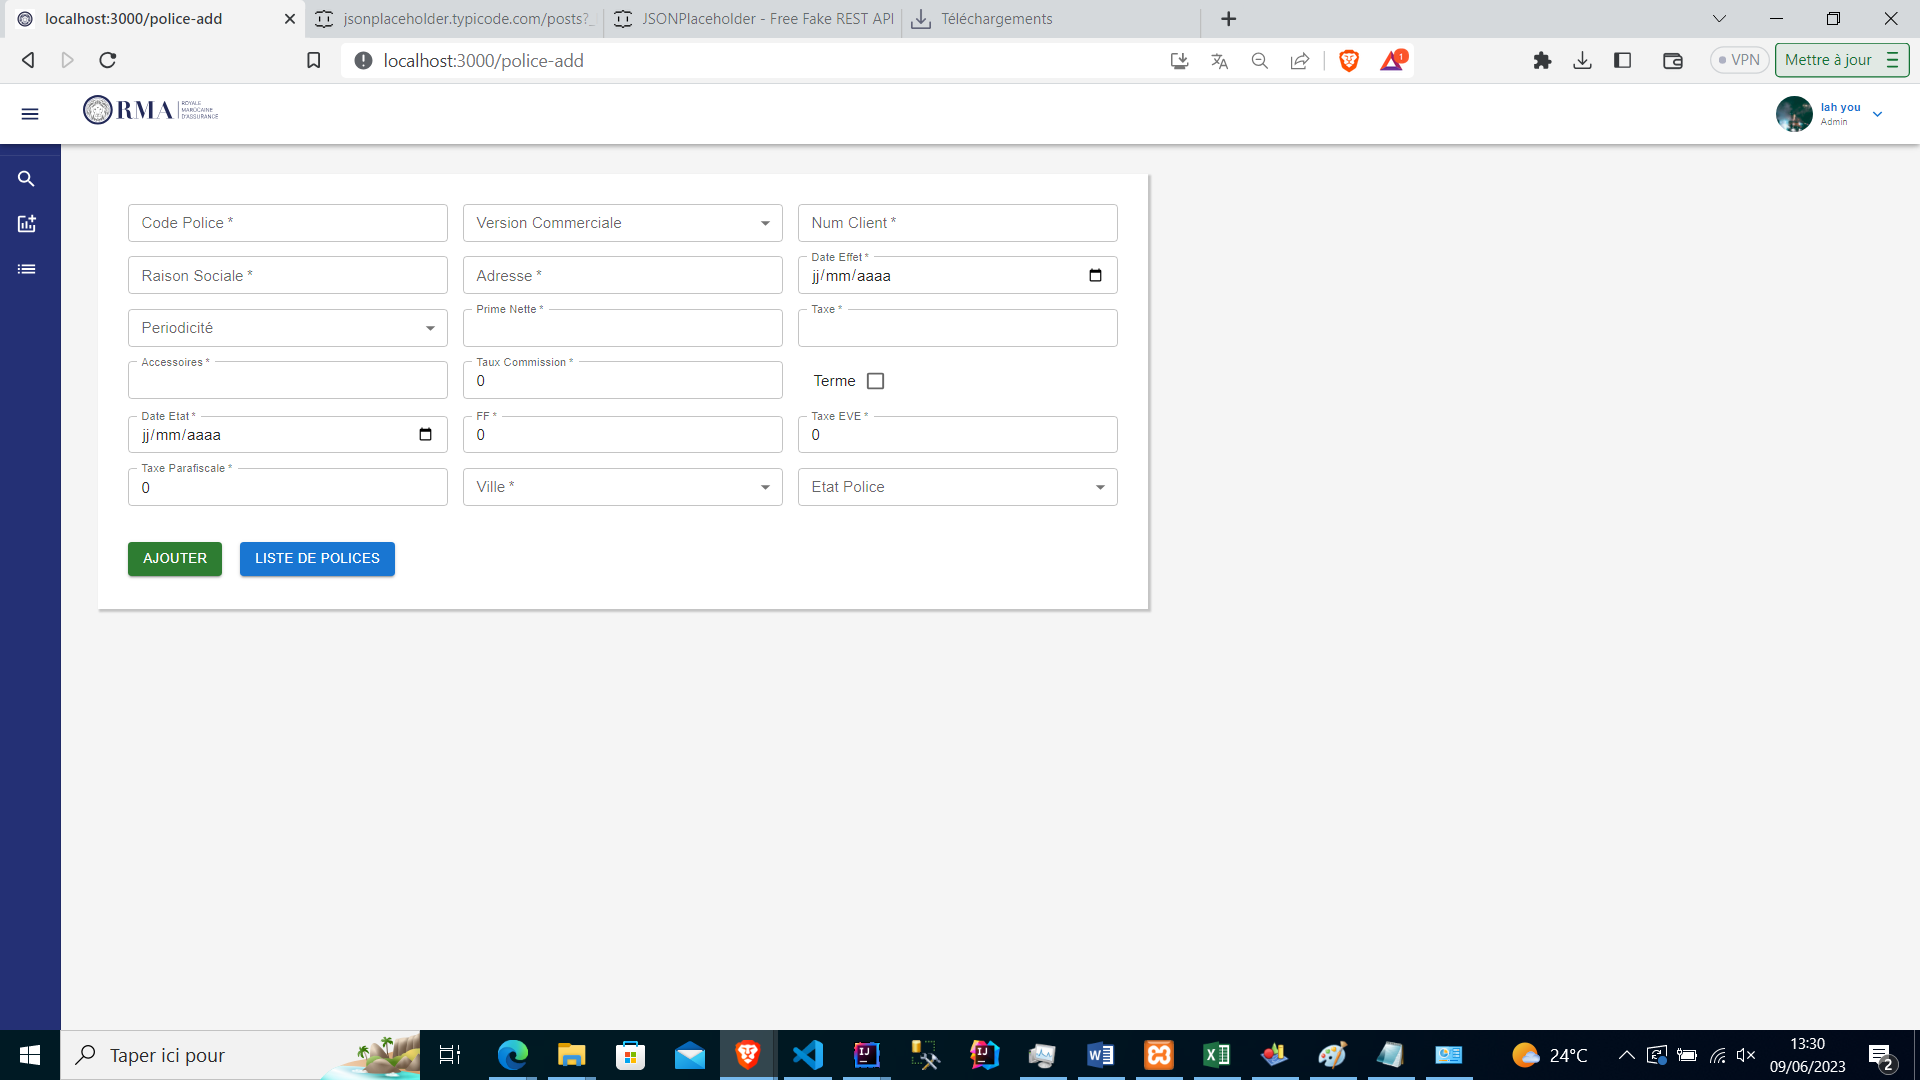 localhost:3000/police-add
jsonplaceholder.typicode.com/posts?_
JSONPlaceholder - Free Fake REST API
Téléchargements
localhost:3000/police-add
1
VPN
Mettre à jour
RMA
ROYALE
MAROCAINE
D'ASSURANCE
lah you
Admin
Code Police *
Version Commerciale
Num Client *
Raison Sociale *
Adresse *
Date Effet *
jj/mm/aaaa
Periodicité
Prime Nette *
Taxe *
Accessoires *
Taux Commission *
0
Terme
Date Etat *
jj/mm/aaaa
FF *
0
Taxe EVE *
0
Taxe Parafiscale *
0
Ville *
Etat Police
AJOUTER
LISTE DE POLICES
Taper ici pour
24°C
13:30
09/06/2023
2